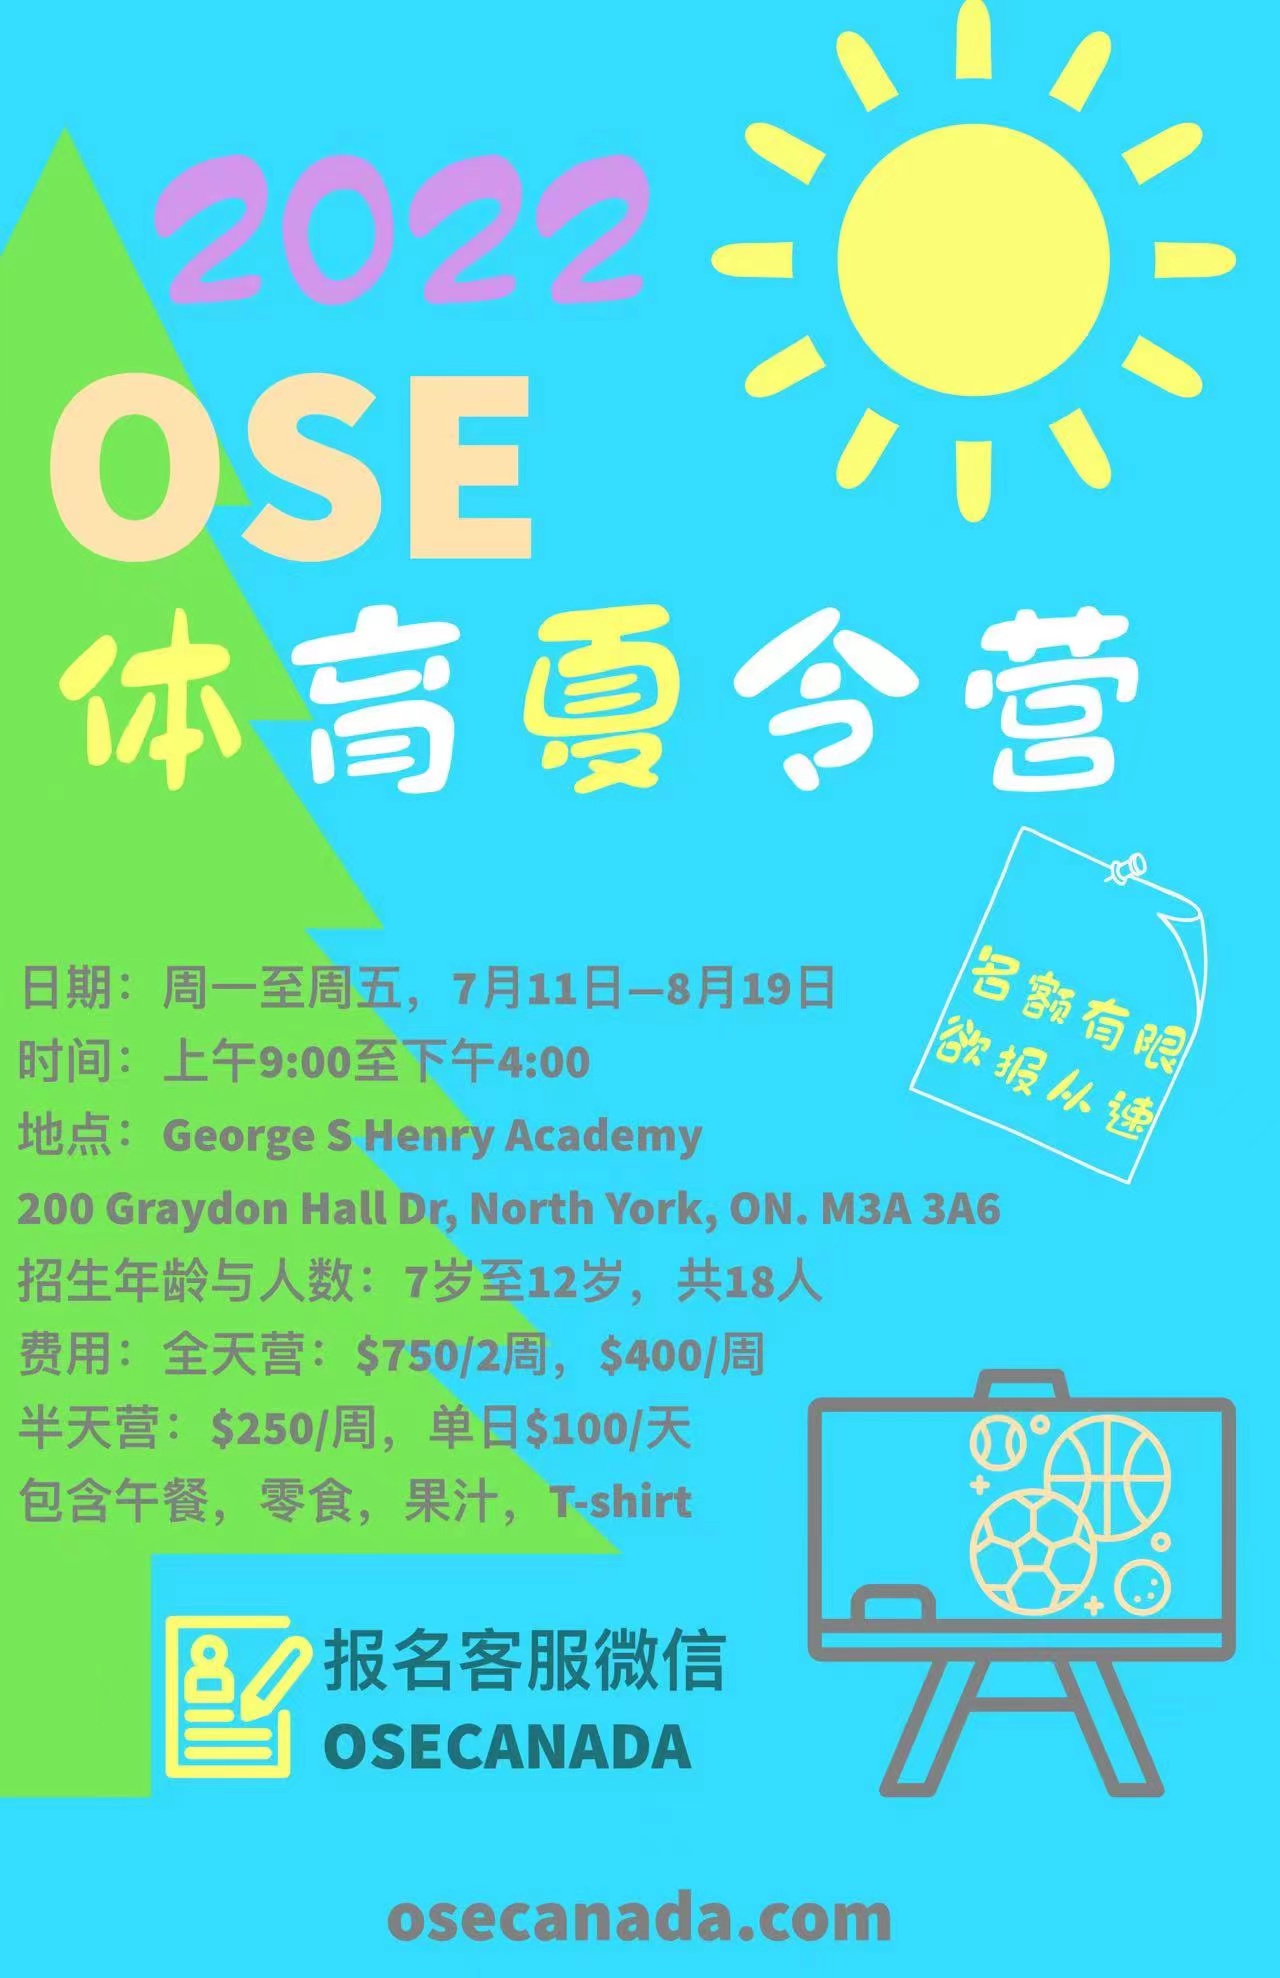 2022
OSE
体育夏令营
名额有限
欲报从速
日期：周一至周五，7月11日—8月19日
时间：上午9:00至下午4:00
地点：George S Henry Academy
200 Graydon Hall Dr, North York, ON. M3A 3A6
招生年龄与人数：7岁至12岁，共18人
费用：全天营：$750/2周，$400/周
半天营：$250/周，单日$100/天
包含午餐，零食，果汁，T-shirt
报名客服微信
OSECANADA
osecanada.com